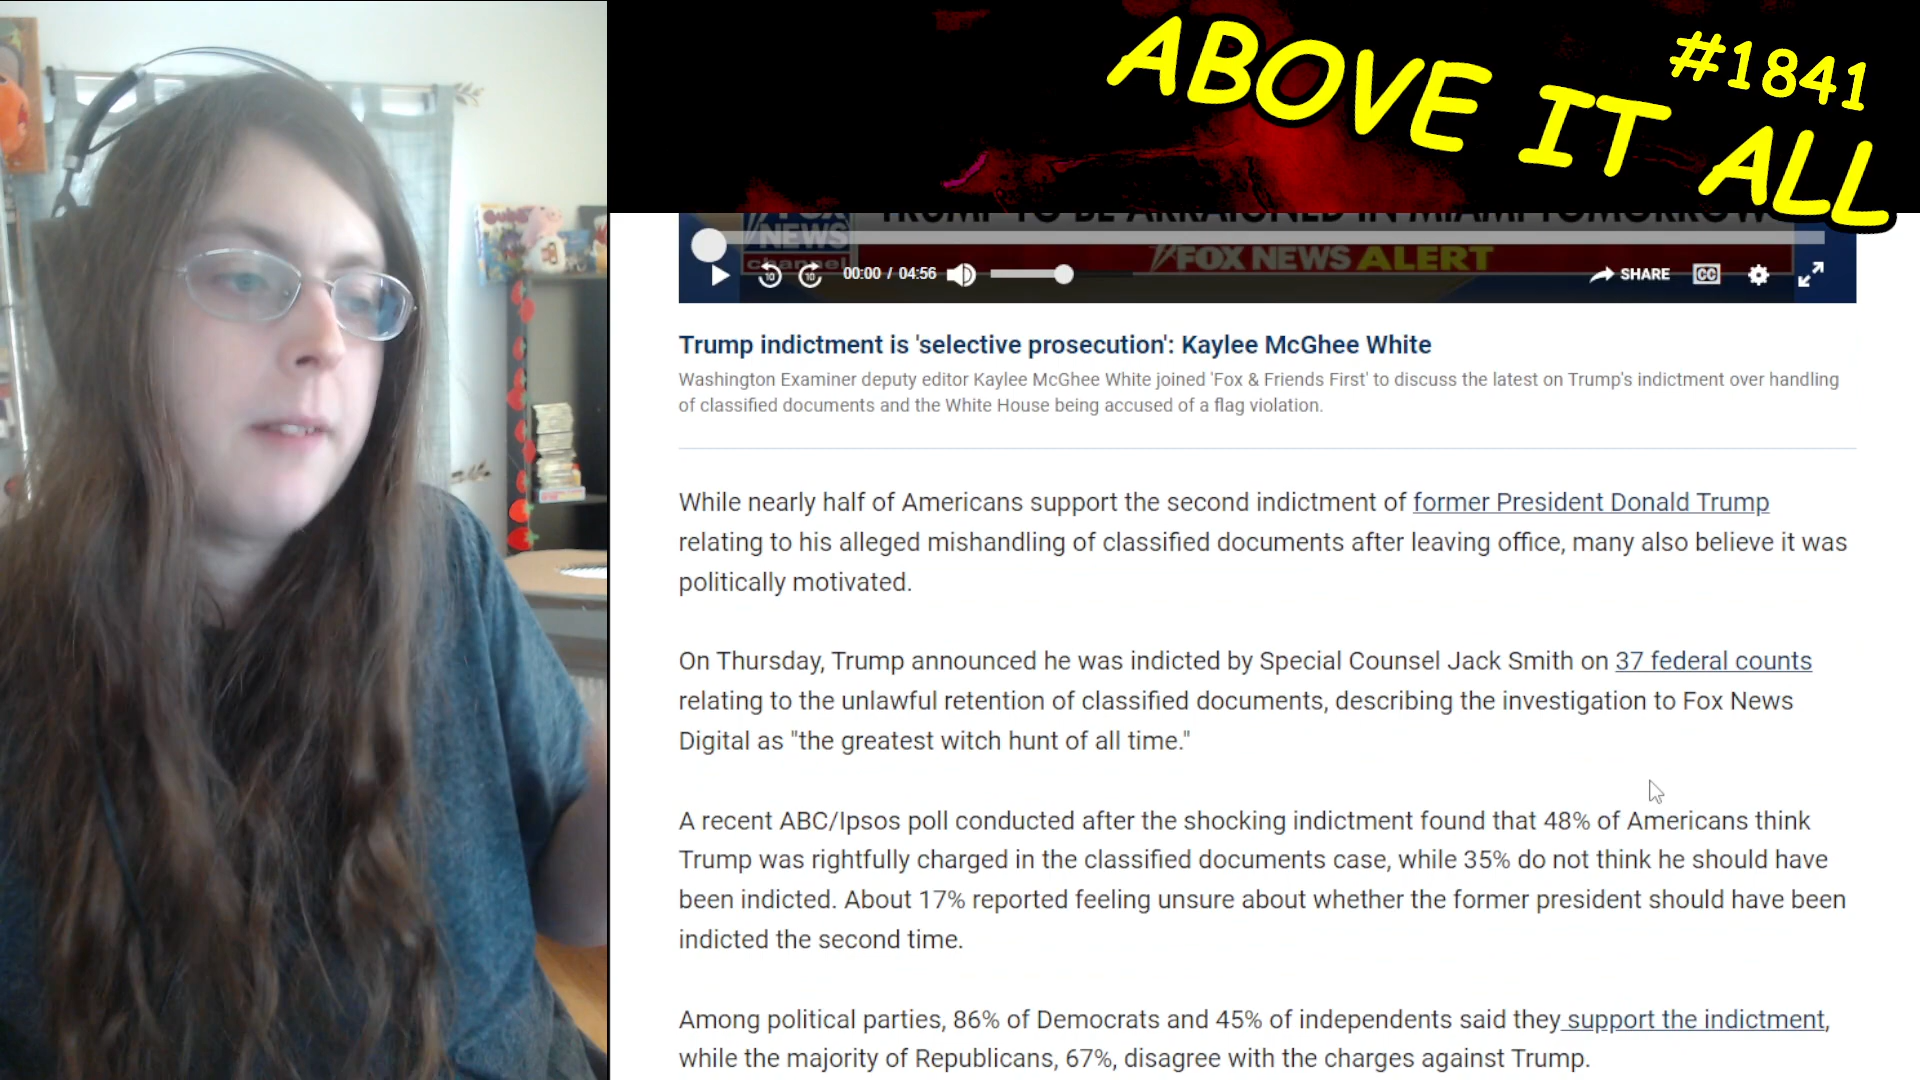 #1841
ABOVE IT ALL
TRUMP TO BE ARRAIGNED IN MIAMI TOMORROW
FOX
NEWS
channel
FOX NEWS ALERT
00:00 / 04:56
SHARE
CC
Trump indictment is 'selective prosecution': Kaylee McGhee White
Washington Examiner deputy editor Kaylee McGhee White joined 'Fox & Friends First' to discuss the latest on Trump's indictment over handling
of classified documents and the White House being accused of a flag violation.
While nearly half of Americans support the second indictment of former President Donald Trump
relating to his alleged mishandling of classified documents after leaving office, many also believe it was
politically motivated.
On Thursday, Trump announced he was indicted by Special Counsel Jack Smith on 37 federal counts
relating to the unlawful retention of classified documents, describing the investigation to Fox News
Digital as "the greatest witch hunt of all time."
A recent ABC/Ipsos poll conducted after the shocking indictment found that 48% of Americans think
Trump was rightfully charged in the classified documents case, while 35% do not think he should have
been indicted. About 17% reported feeling unsure about whether the former president should have been
indicted the second time.
Among political parties, 86% of Democrats and 45% of independents said they support the indictment,
while the majority of Republicans, 67%, disagree with the charges against Trump.